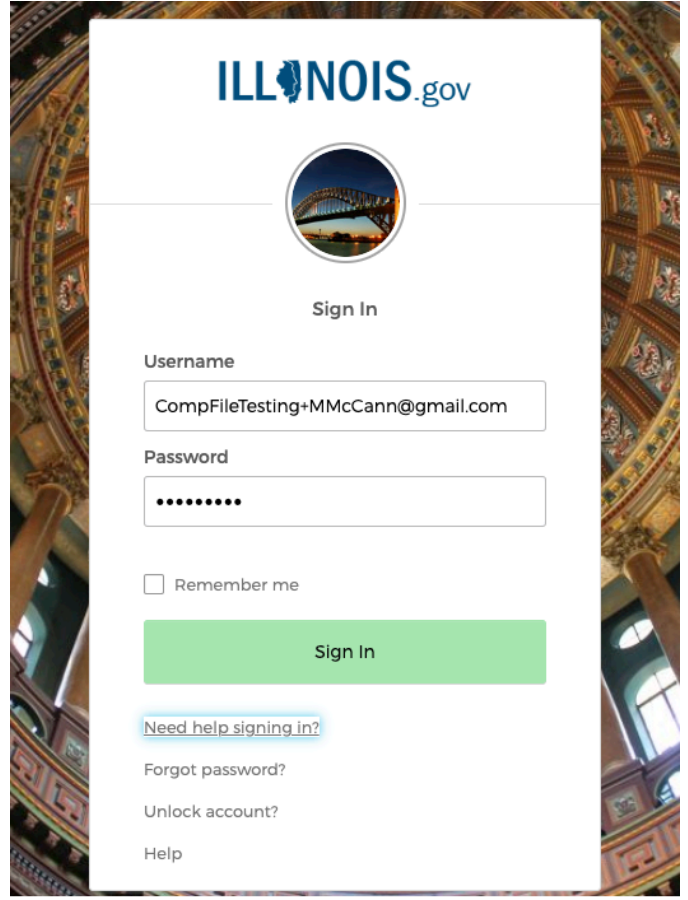 ILLINOIS.gov
Sign In
Username
CompFileTesting+MMcCann@gmail.com
Password
•••••••••
Remember me
Sign In
Need help signing in?
Forgot password?
Unlock account?
Help